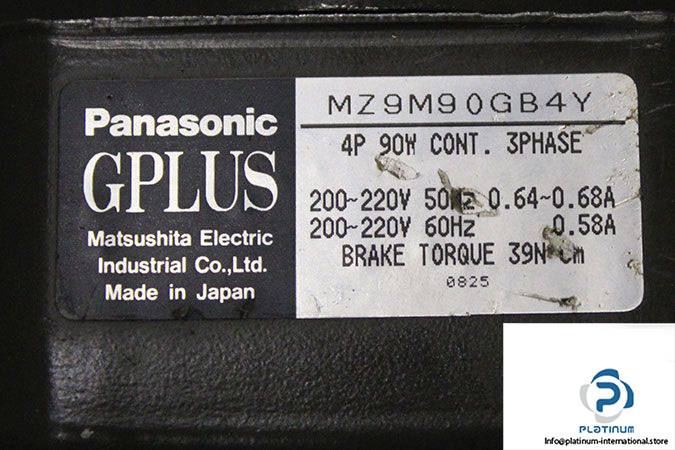 Panasonic
GPLUS
Matsushita Electric
Industrial Co.,Ltd.
Made in Japan
MZ9M90GB4Y
4P 90W CONT. 3PHASE
200~220V 50Hz 0.64~0.68A
200~220V 60Hz 0.58A
BRAKE TORQUE 39N·Cm
0825
PLATINUM
Info@platinum-international.store